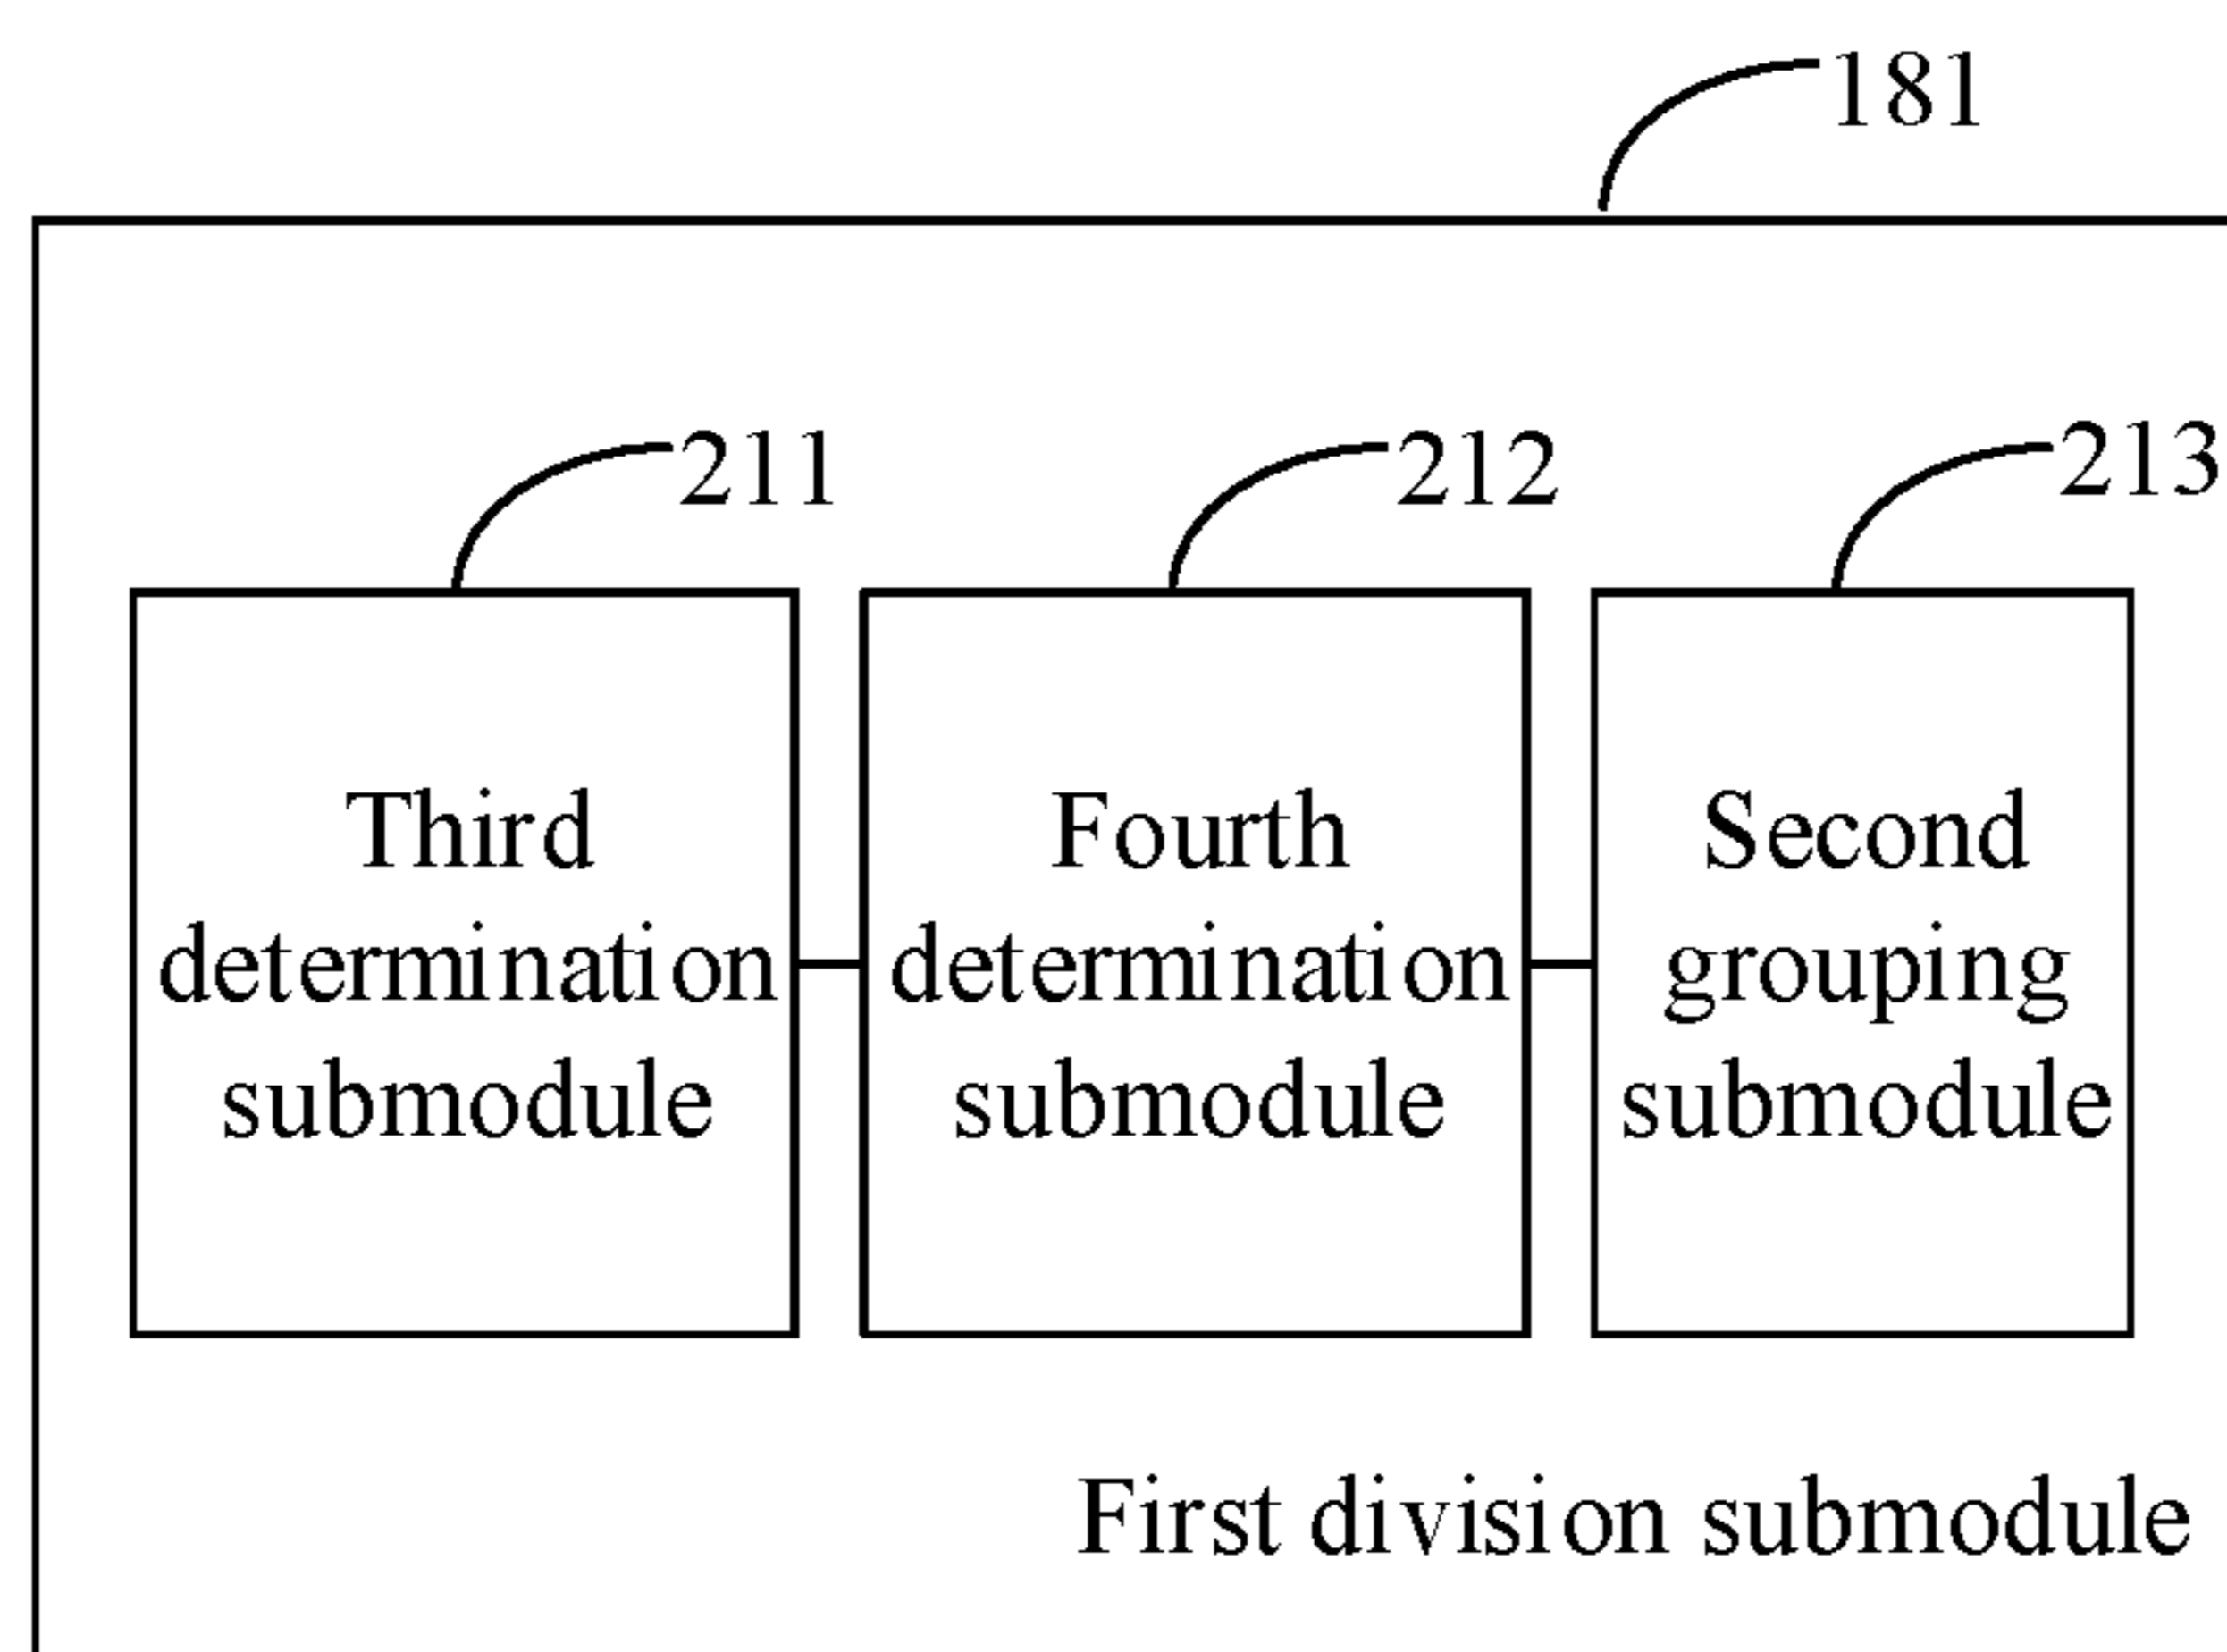 181
211
212
213
Third
determination
submodule
Fourth
determination
submodule
Second
grouping
submodule
First division submodule